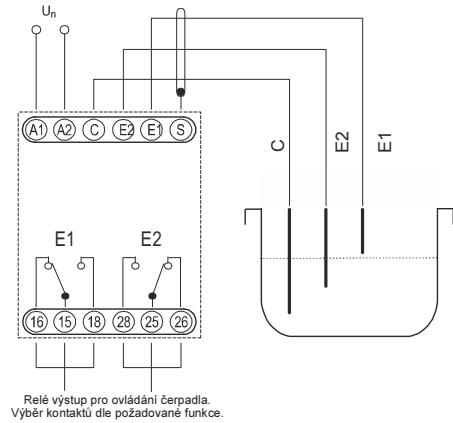 Un
A1 A2 C E2 E1 S
C E2 E1
E1 E2
16 15 18 28 25 26
Relé výstup pro ovládání čerpadla.
Výběr kontaktů dle požadované funkce.